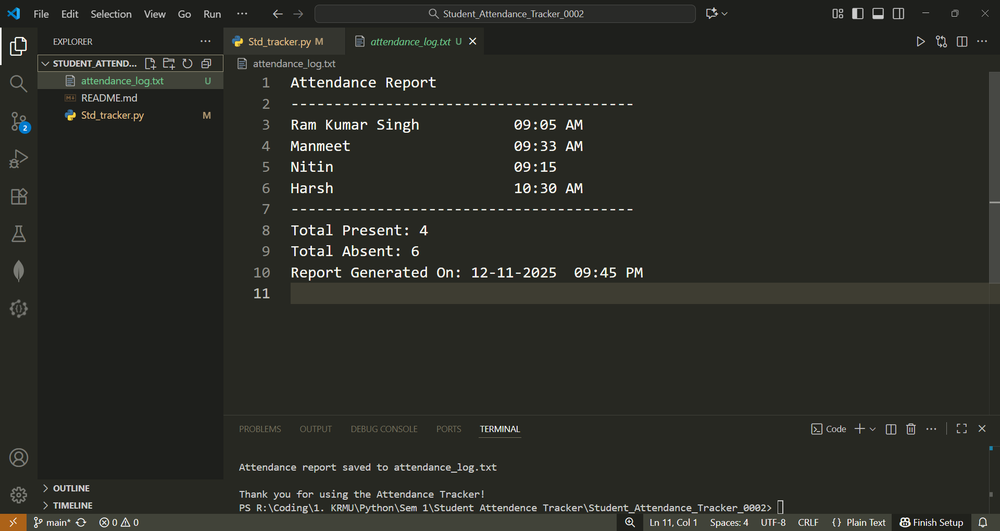 File Edit Selection View Go Run ···
Student_Attendance_Tracker_0002
EXPLORER ···
Std_tracker.py M
attendance_log.txt U
STUDENT_ATTEND...
attendance_log.txt U
README.md
Std_tracker.py M
2
attendance_log.txt
1 Attendance Report
2 ----------------------------------------
3 Ram Kumar Singh           09:05 AM
4 Manmeet                   09:33 AM
5 Nitin                     09:15
6 Harsh                     10:30 AM
7 ----------------------------------------
8 Total Present: 4
9 Total Absent: 6
10 Report Generated On: 12-11-2025  09:45 PM
11
PROBLEMS OUTPUT DEBUG CONSOLE PORTS TERMINAL
Code
Attendance report saved to attendance_log.txt
Thank you for using the Attendance Tracker!
PS R:\Coding\1. KRMU\Python\Sem 1\Student Attendence Tracker\Student_Attendance_Tracker_0002>
OUTLINE
TIMELINE
main* 0 0
Ln 11, Col 1 Spaces: 4 UTF-8 CRLF {} Plain Text Finish Setup